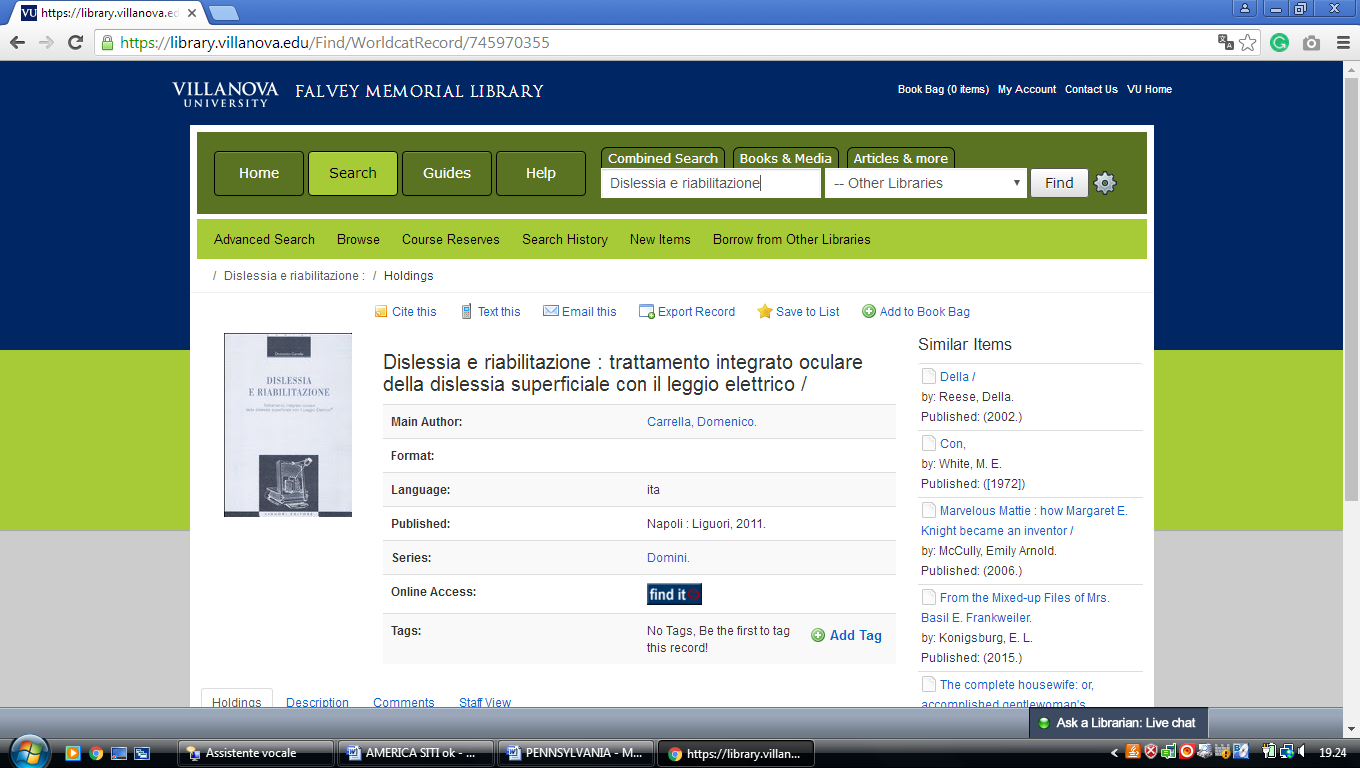 https://library.villanova.ed
https://library.villanova.edu/Find/WorldcatRecord/745970355
VILLANOVA UNIVERSITY FALVEY MEMORIAL LIBRARY
Book Bag (0 items) My Account Contact Us VU Home
Home Search Guides Help
Combined Search Books & Media Articles & more
Dislessia e riabilitazione -- Other Libraries Find
Advanced Search Browse Course Reserves Search History New Items Borrow from Other Libraries
/ Dislessia e riabilitazione : / Holdings
Cite this Text this Email this Export Record Save to List Add to Book Bag
DISLESSIA
E RIABILITAZIONE
LIGUORI EDITORE
Dislessia e riabilitazione : trattamento integrato oculare
della dislessia superficiale con il leggio elettrico /
Main Author: Carrella, Domenico.
Format:
Language: ita
Published: Napoli : Liguori, 2011.
Series: Domini.
Online Access: find it
Tags: No Tags, Be the first to tag
this record!
Add Tag
Similar Items
Della /
by: Reese, Della.
Published: (2002.)
Con,
by: White, M. E.
Published: ([1972])
Marvelous Mattie : how Margaret E.
Knight became an inventor /
by: McCully, Emily Arnold.
Published: (2006.)
From the Mixed-up Files of Mrs.
Basil E. Frankweiler.
by: Konigsburg, E. L.
Published: (2015.)
The complete housewife: or,
accomplished gentlewoman's
Holdings Description Comments Staff View
Ask a Librarian: Live chat
Assistente vocale
AMERICA SITI ok - ...
PENNSYLVANIA - M...
https://library.villan...
19.24